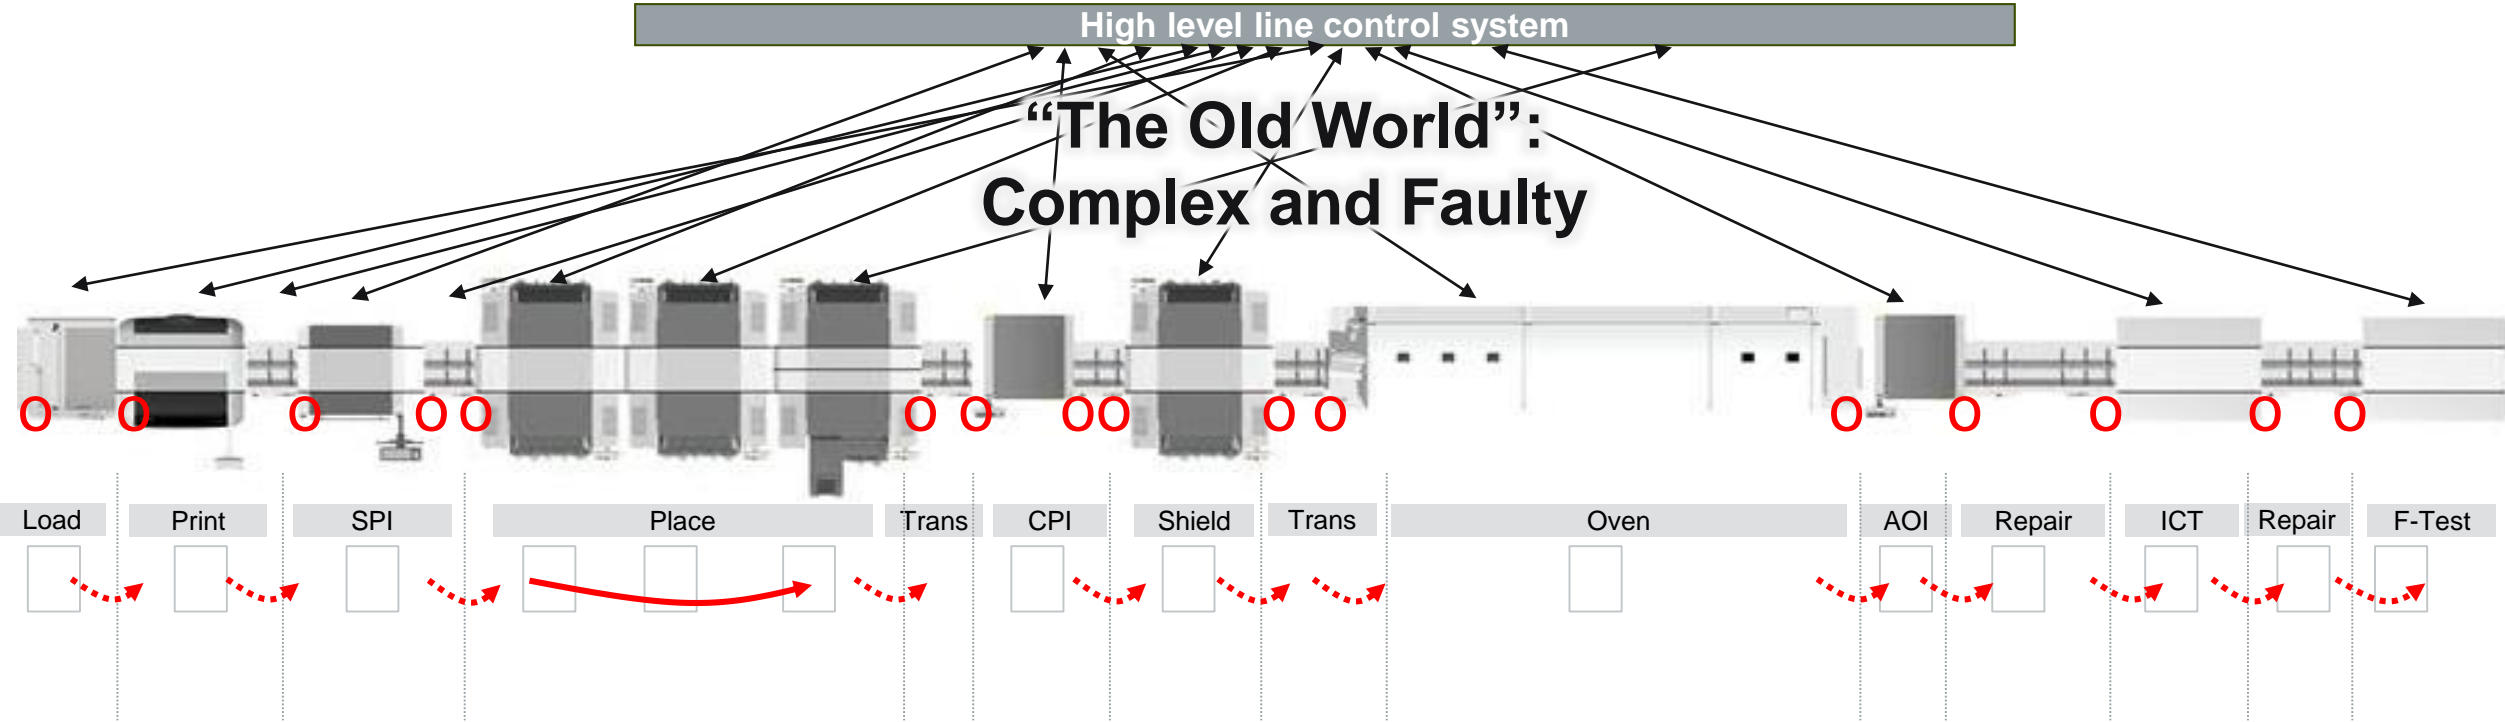 High level line control system
“The Old World”:
Complex and Faulty
O O O O O O O O O O O O O O O O
Load Print SPI Place Trans CPI Shield Trans Oven AOI Repair ICT Repair F-Test